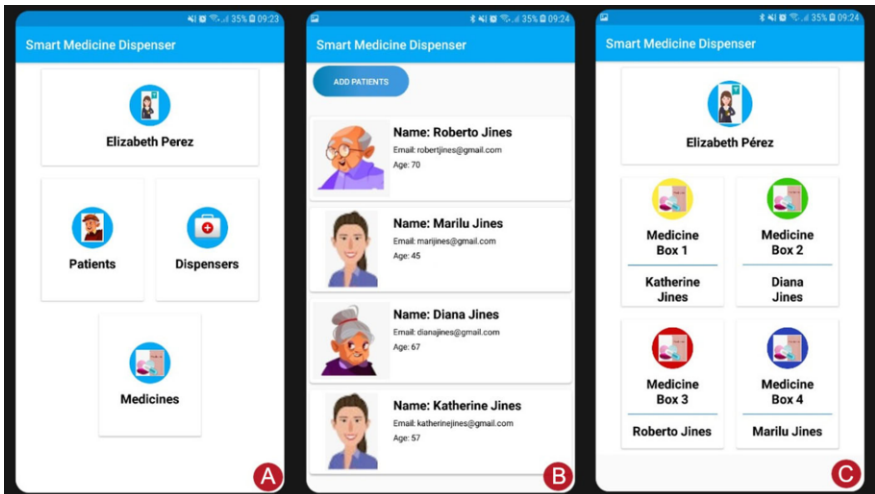 35% 09:23
Smart Medicine Dispenser
Elizabeth Perez
Patients
Dispensers
Medicines
A
35% 09:24
Smart Medicine Dispenser
ADD PATIENTS
Name: Roberto Jines
Email: robertjines@gmail.com
Age: 70
Name: Marilu Jines
Email: marijines@gmail.com
Age: 45
Name: Diana Jines
Email: dianajines@gmail.com
Age: 67
Name: Katherine Jines
Email: katherinejines@gmail.com
Age: 57
B
35% 09:24
Smart Medicine Dispenser
Elizabeth Pérez
Medicine
Box 1
Katherine
Jines
Medicine
Box 2
Diana
Jines
Medicine
Box 3
Roberto Jines
Medicine
Box 4
Marilu Jines
C